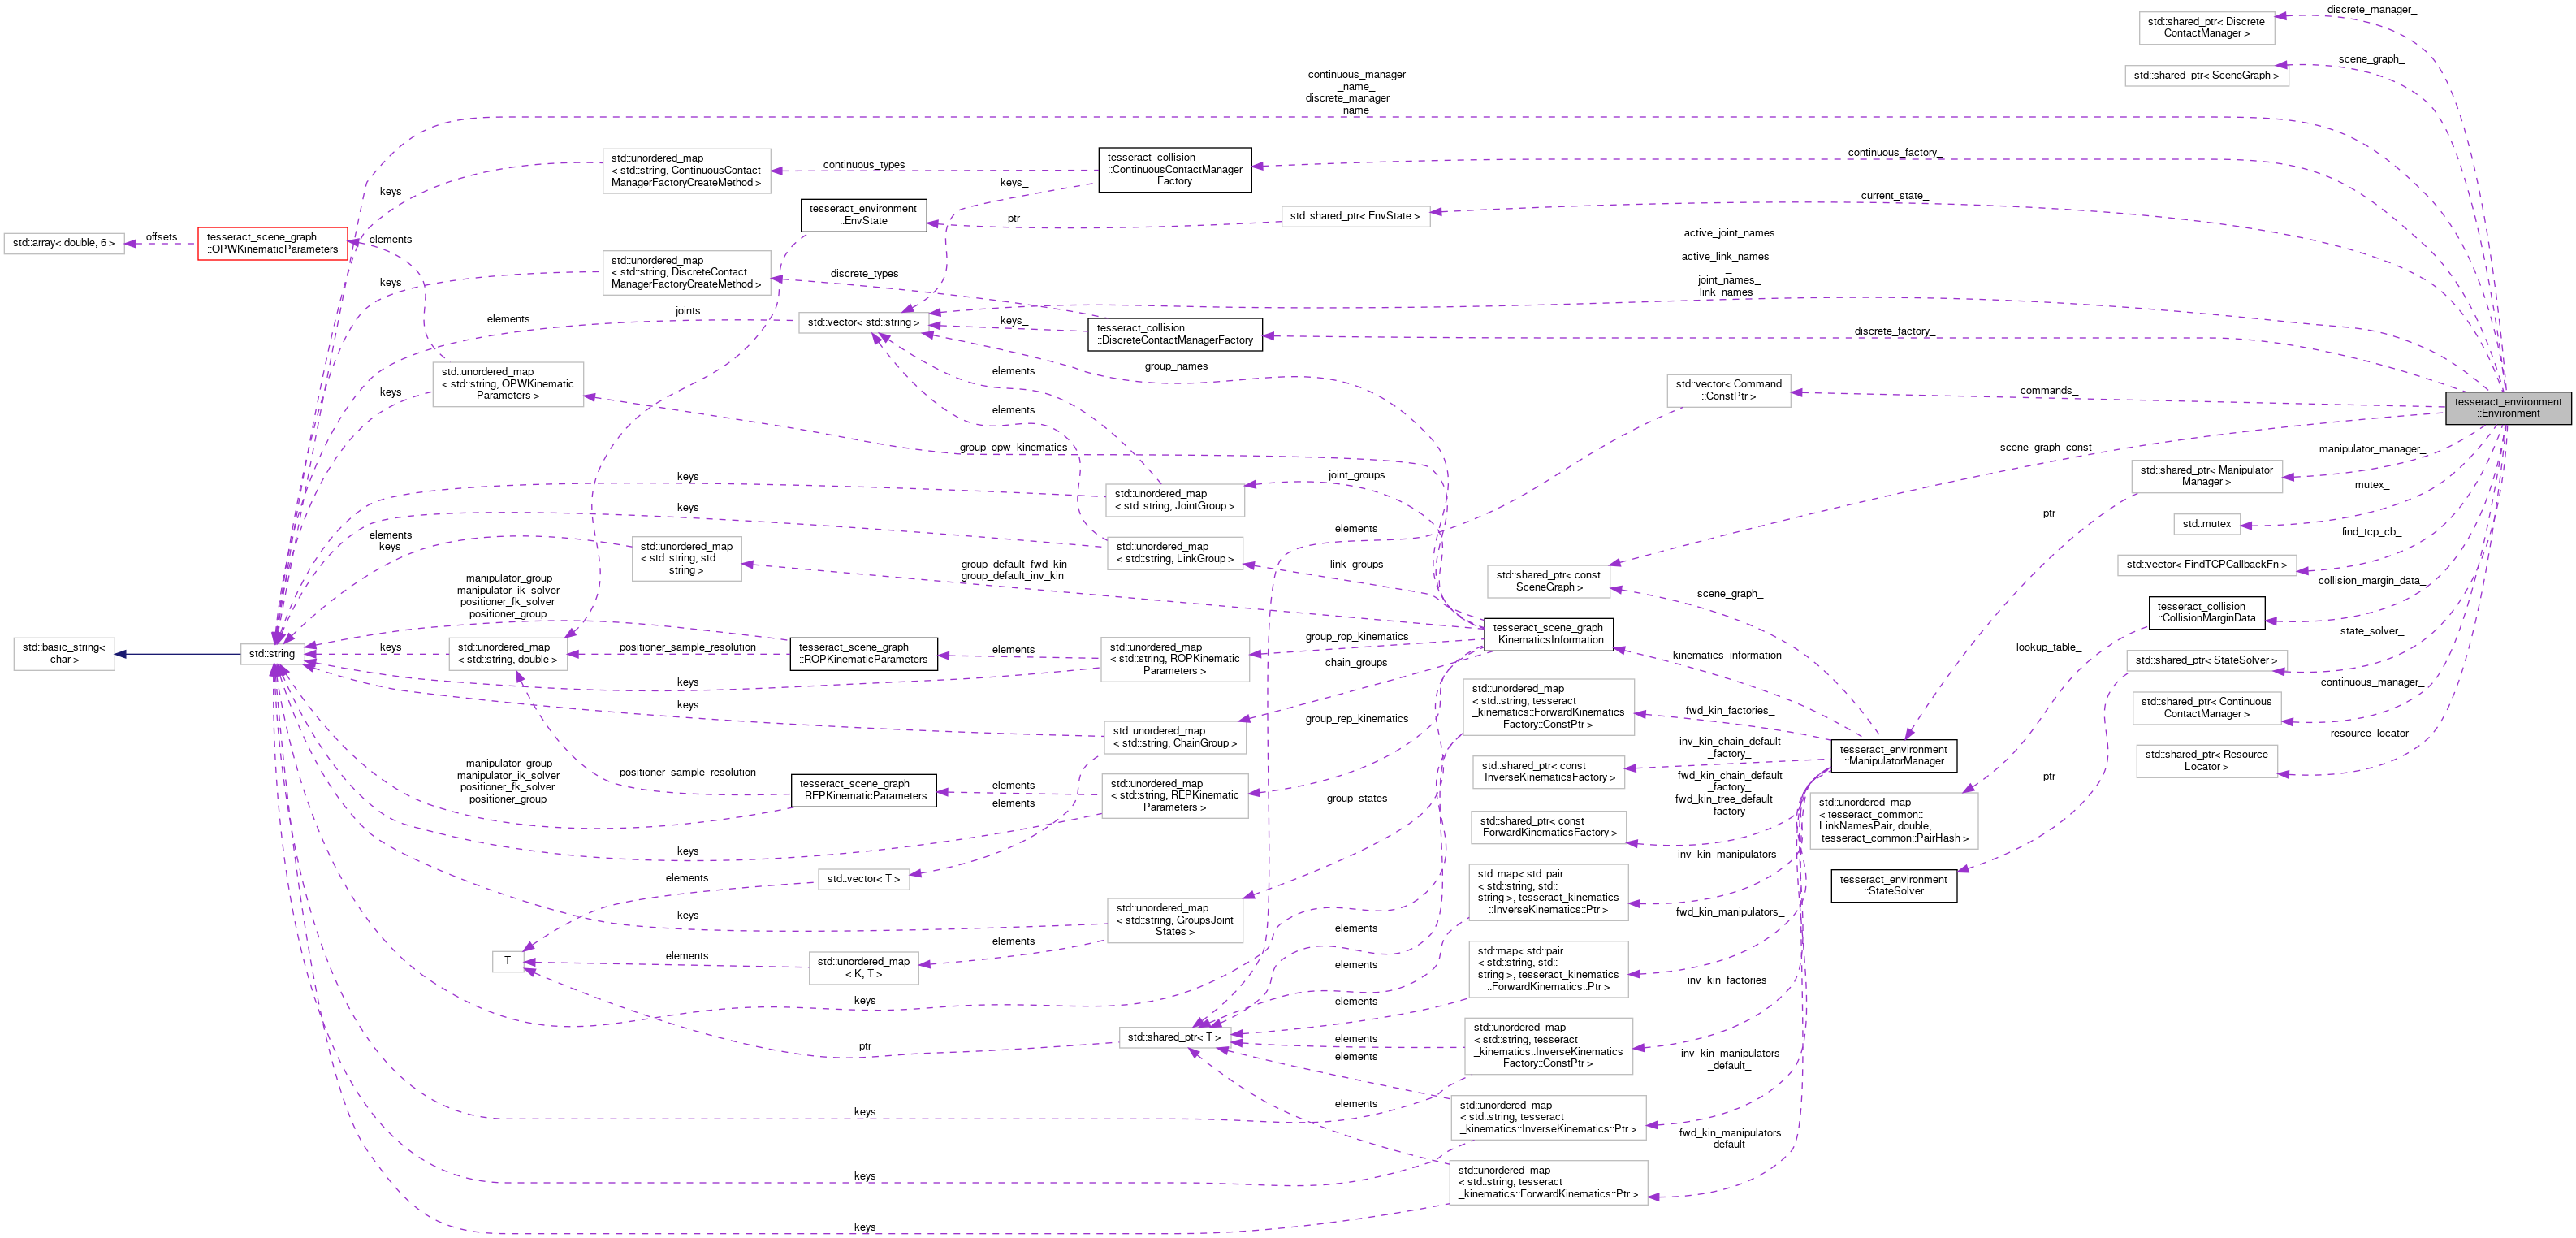 std::array< double, 6 >
offsets
tesseract_scene_graph
::OPWKinematicParameters
elements
std::basic_string<
char >
std::string
keys
keys
keys
elements
joints
elements
keys
manipulator_group
manipulator_ik_solver
positioner_fk_solver
positioner_group
keys
manipulator_group
manipulator_ik_solver
positioner_fk_solver
positioner_group
std::unordered_map
< std::string, OPWKinematic
Parameters >
std::unordered_map
< std::string, double >
T
std::unordered_map
< std::string, ContinuousContact
ManagerFactoryCreateMethod >
std::unordered_map
< std::string, DiscreteContact
ManagerFactoryCreateMethod >
std::unordered_map
< std::string, std::
string >
keys
keys
positioner_sample_resolution
keys
keys
positioner_sample_resolution
keys
elements
keys
elements
continuous_types
tesseract_environment
::EnvState
discrete_types
std::vector< std::string >
tesseract_scene_graph
::ROPKinematicParameters
tesseract_scene_graph
::REPKinematicParameters
std::vector< T >
std::unordered_map
< K, T >
keys
ptr
keys
keys
keys
keys_
ptr
keys_
elements
elements
group_opw_kinematics
group_default_fwd_kin
group_default_inv_kin
elements
elements
elements
elements
tesseract_collision
::ContinuousContactManager
Factory
tesseract_collision
::DiscreteContactManagerFactory
group_names
std::unordered_map
< std::string, JointGroup >
std::unordered_map
< std::string, LinkGroup >
std::unordered_map
< std::string, ROPKinematic
Parameters >
std::unordered_map
< std::string, ChainGroup >
std::unordered_map
< std::string, REPKinematic
Parameters >
std::unordered_map
< std::string, GroupsJoint
States >
std::shared_ptr< T >
continuous_manager
_name_
discrete_manager
_name_
std::shared_ptr< EnvState >
joint_groups
elements
link_groups
group_rop_kinematics
chain_groups
group_rep_kinematics
group_states
elements
elements
elements
elements
elements
elements
std::shared_ptr< const
SceneGraph >
tesseract_scene_graph
::KinematicsInformation
std::unordered_map
< std::string, tesseract
_kinematics::ForwardKinematics
Factory::ConstPtr >
std::shared_ptr< const
InverseKinematicsFactory >
std::shared_ptr< const
ForwardKinematicsFactory >
std::map< std::pair
< std::string, std::
string >, tesseract_kinematics
::InverseKinematics::Ptr >
std::map< std::pair
< std::string, std::
string >, tesseract_kinematics
::ForwardKinematics::Ptr >
std::unordered_map
< std::string, tesseract
_kinematics::InverseKinematics
Factory::ConstPtr >
std::unordered_map
< std::string, tesseract
_kinematics::InverseKinematics::Ptr >
std::unordered_map
< std::string, tesseract
_kinematics::ForwardKinematics::Ptr >
active_joint_names
_
active_link_names
_
joint_names_
link_names_
std::vector< Command
::ConstPtr >
scene_graph_
kinematics_information_
fwd_kin_factories_
inv_kin_chain_default
_factory_
fwd_kin_chain_default
_factory_
fwd_kin_tree_default
_factory_
inv_kin_manipulators_
fwd_kin_manipulators_
inv_kin_factories_
inv_kin_manipulators
_default_
fwd_kin_manipulators
_default_
continuous_factory_
current_state_
discrete_factory_
tesseract_environment
::ManipulatorManager
std::unordered_map
< tesseract_common::
LinkNamesPair, double,
tesseract_common::PairHash >
tesseract_environment
::StateSolver
commands_
scene_graph_const_
ptr
lookup_table_
ptr
std::shared_ptr< Discrete
ContactManager >
std::shared_ptr< SceneGraph >
std::shared_ptr< Manipulator
Manager >
std::mutex
std::vector< FindTCPCallbackFn >
tesseract_collision
::CollisionMarginData
std::shared_ptr< StateSolver >
std::shared_ptr< Continuous
ContactManager >
std::shared_ptr< Resource
Locator >
discrete_manager_
scene_graph_
manipulator_manager_
mutex_
find_tcp_cb_
collision_margin_data_
state_solver_
continuous_manager_
resource_locator_
tesseract_environment
::Environment